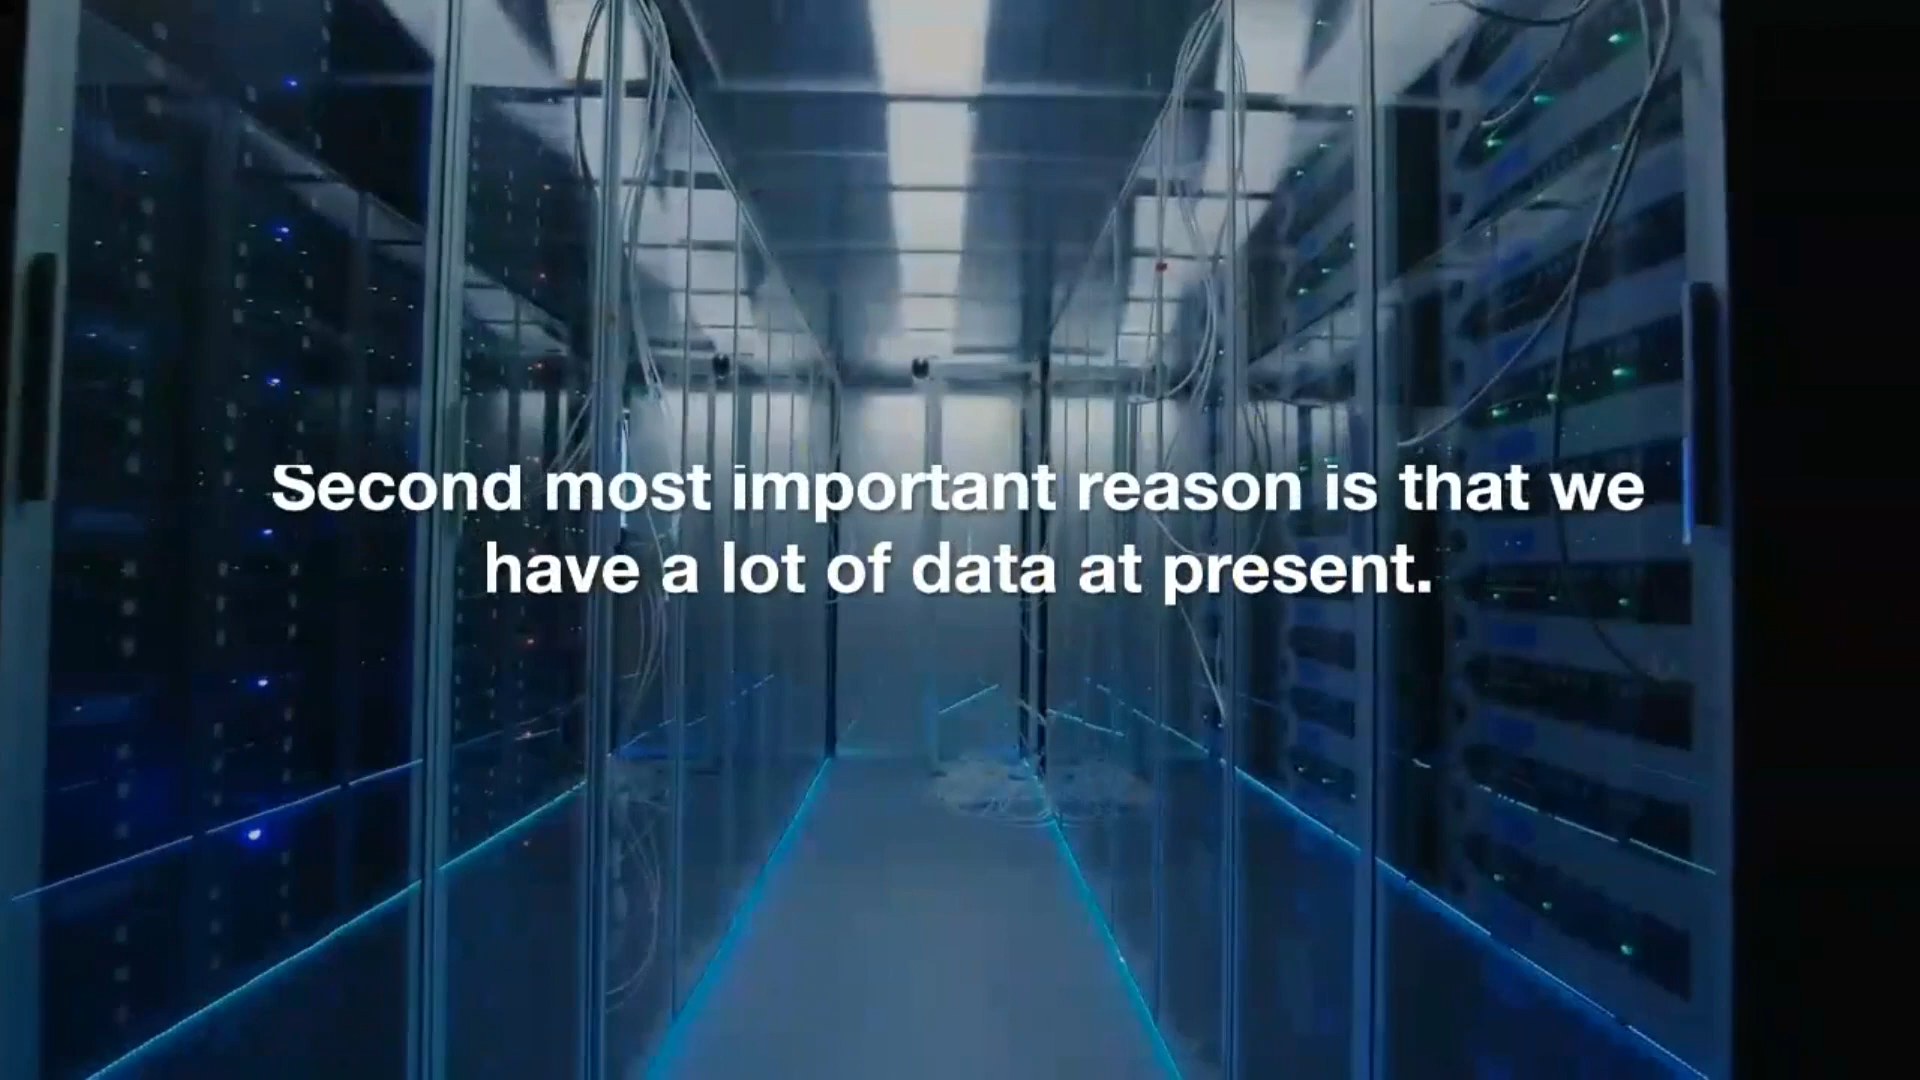 Second most important reason is that we
have a lot of data at present.